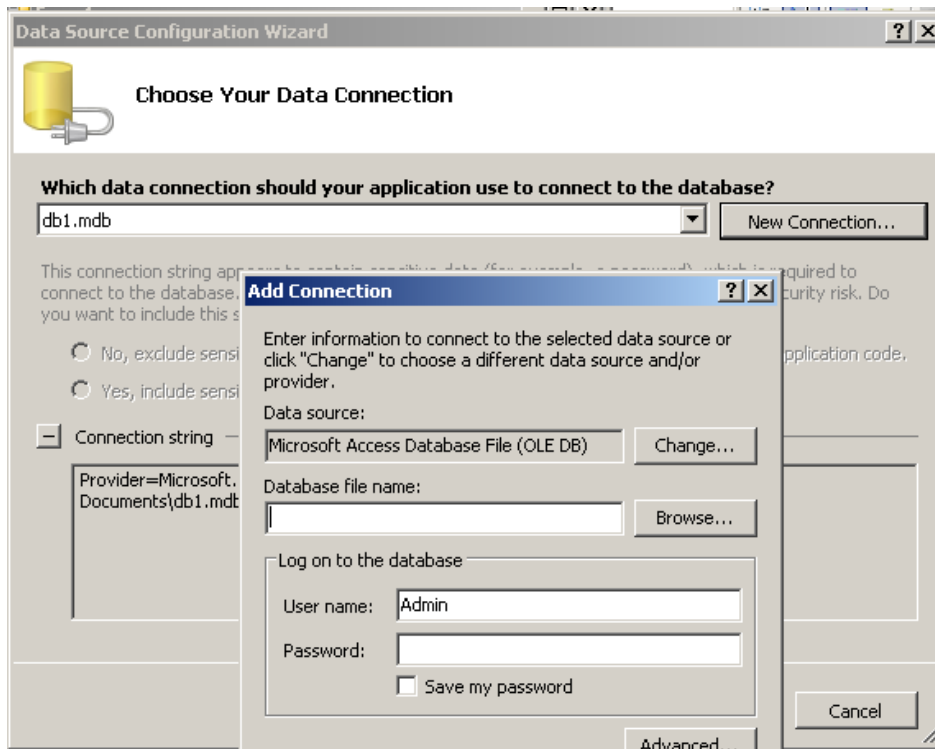 Data Source Configuration Wizard
Choose Your Data Connection
Which data connection should your application use to connect to the database?
db1.mdb
New Connection...
This connection string
connect to the database.
curity risk. Do
you want to include this
No, exclude
pplication code.
Yes, include
Connection string
Provider=Microsoft.
Documents\db1.mdb
Add Connection
Enter information to connect to the selected data source or
click "Change" to choose a different data source and/or
provider.
Data source:
Microsoft Access Database File (OLE DB)
Change...
Database file name:
Browse...
Log on to the database
User name:
Admin
Password:
Save my password
Advanced...
Cancel